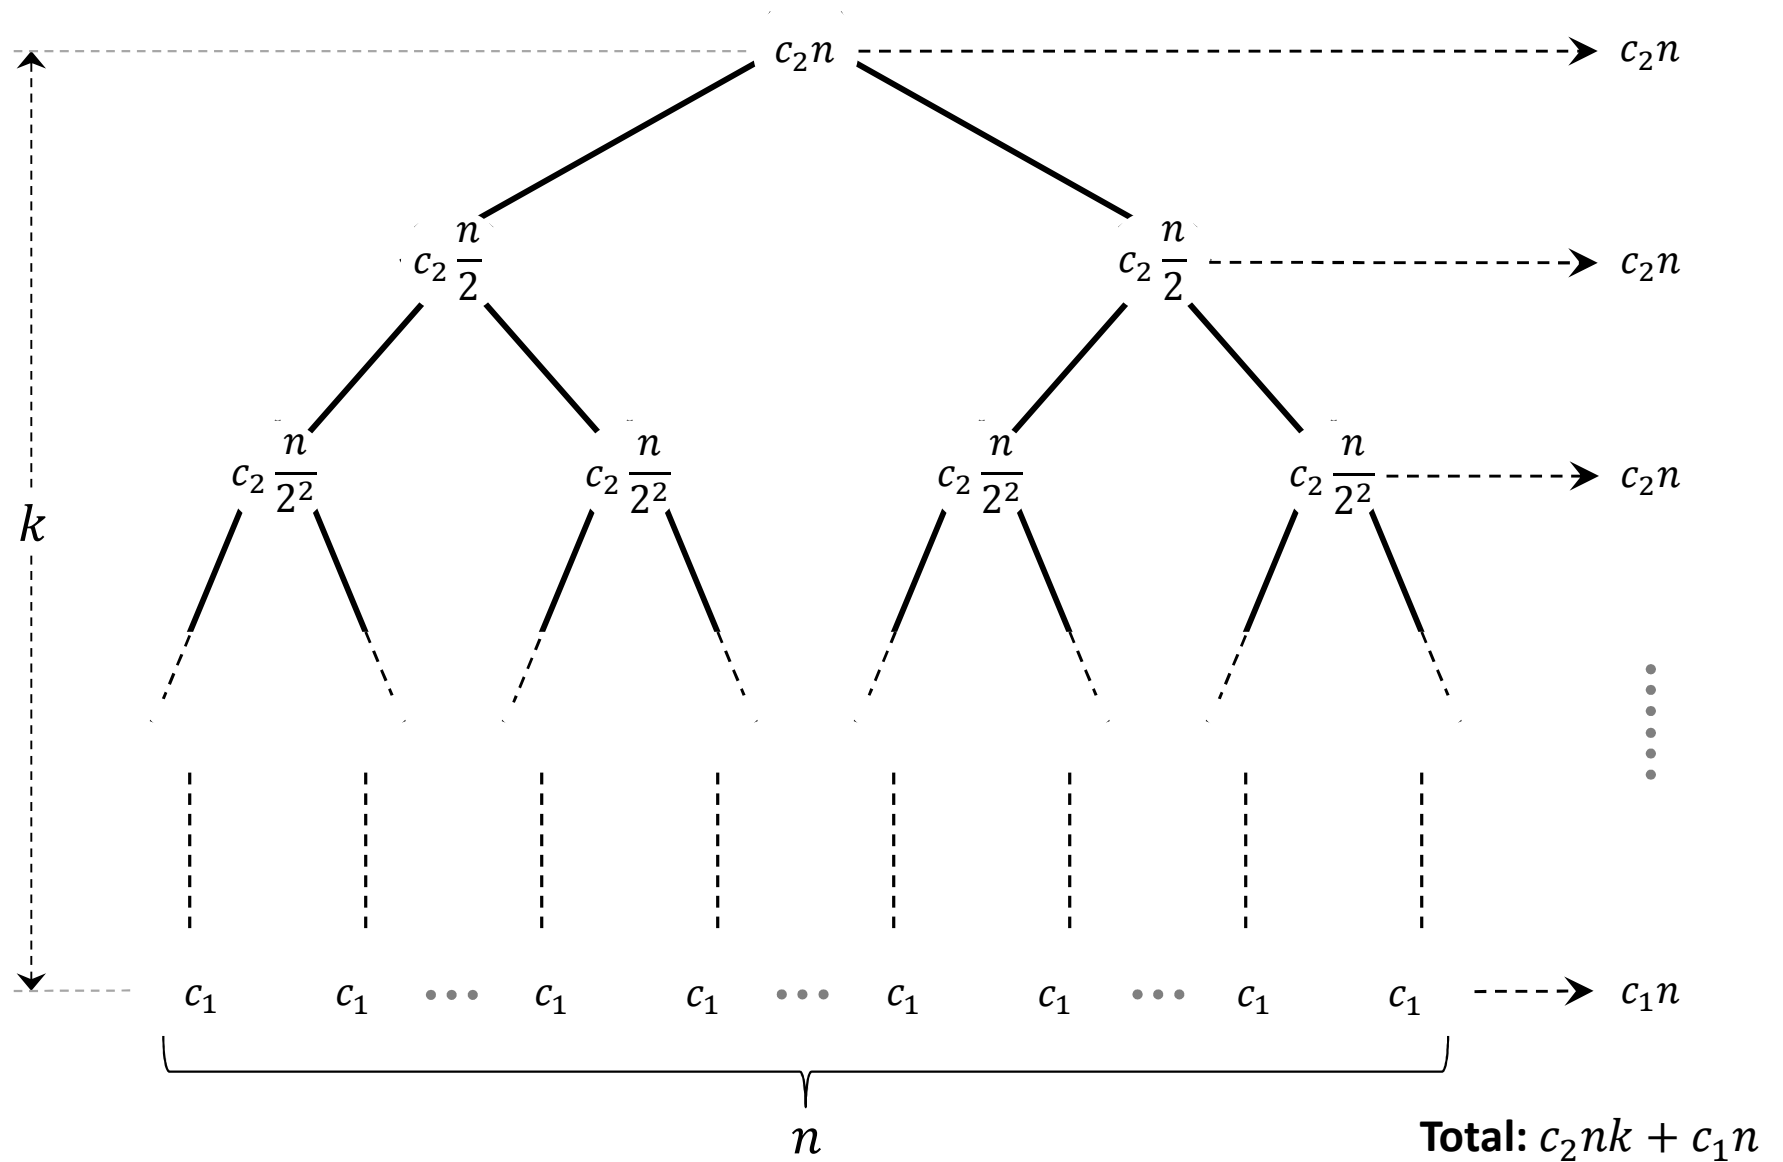 c₂n c₂n
c₂ n/2 c₂ n/2 c₂n
c₂ n/2² c₂ n/2² c₂ n/2² c₂ n/2² c₂n
k
c₁ c₁ ••• c₁ c₁ ••• c₁ c₁ ••• c₁ c₁ c₁n
n
Total: c₂nk + c₁n